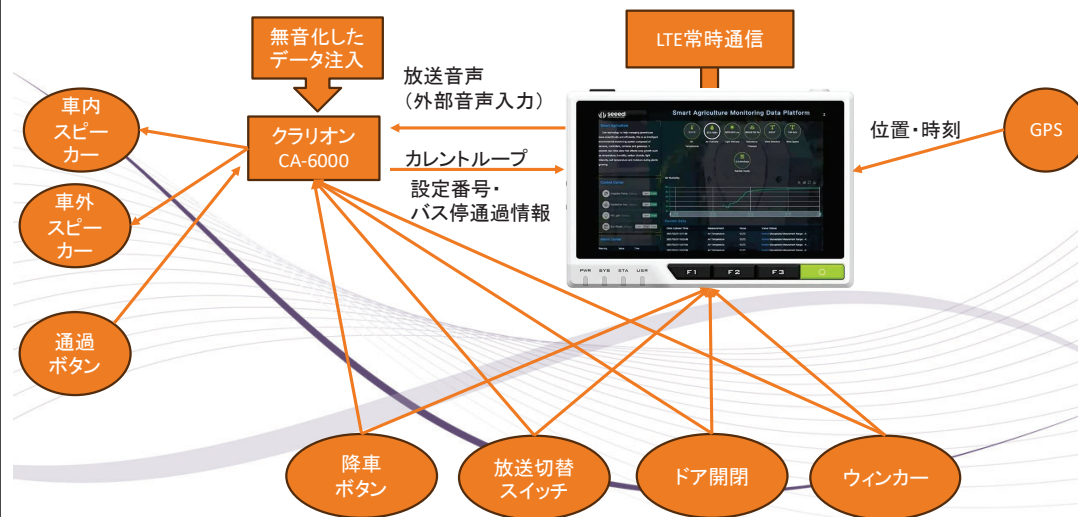 無音化した
データ注入
LTE常時通信
放送音声
（外部音声入力）
車内
スピー
カー
クラリオン
CA-6000
カレントループ
設定番号・
バス停通過情報
位置・時刻
GPS
車外
スピー
カー
通過
ボタン
seeed
Smart Agriculture Monitoring Data Platform
PWR SYS STA USR
F1 F2 F3
降車
ボタン
放送切替
スイッチ
ドア開閉
ウィンカー